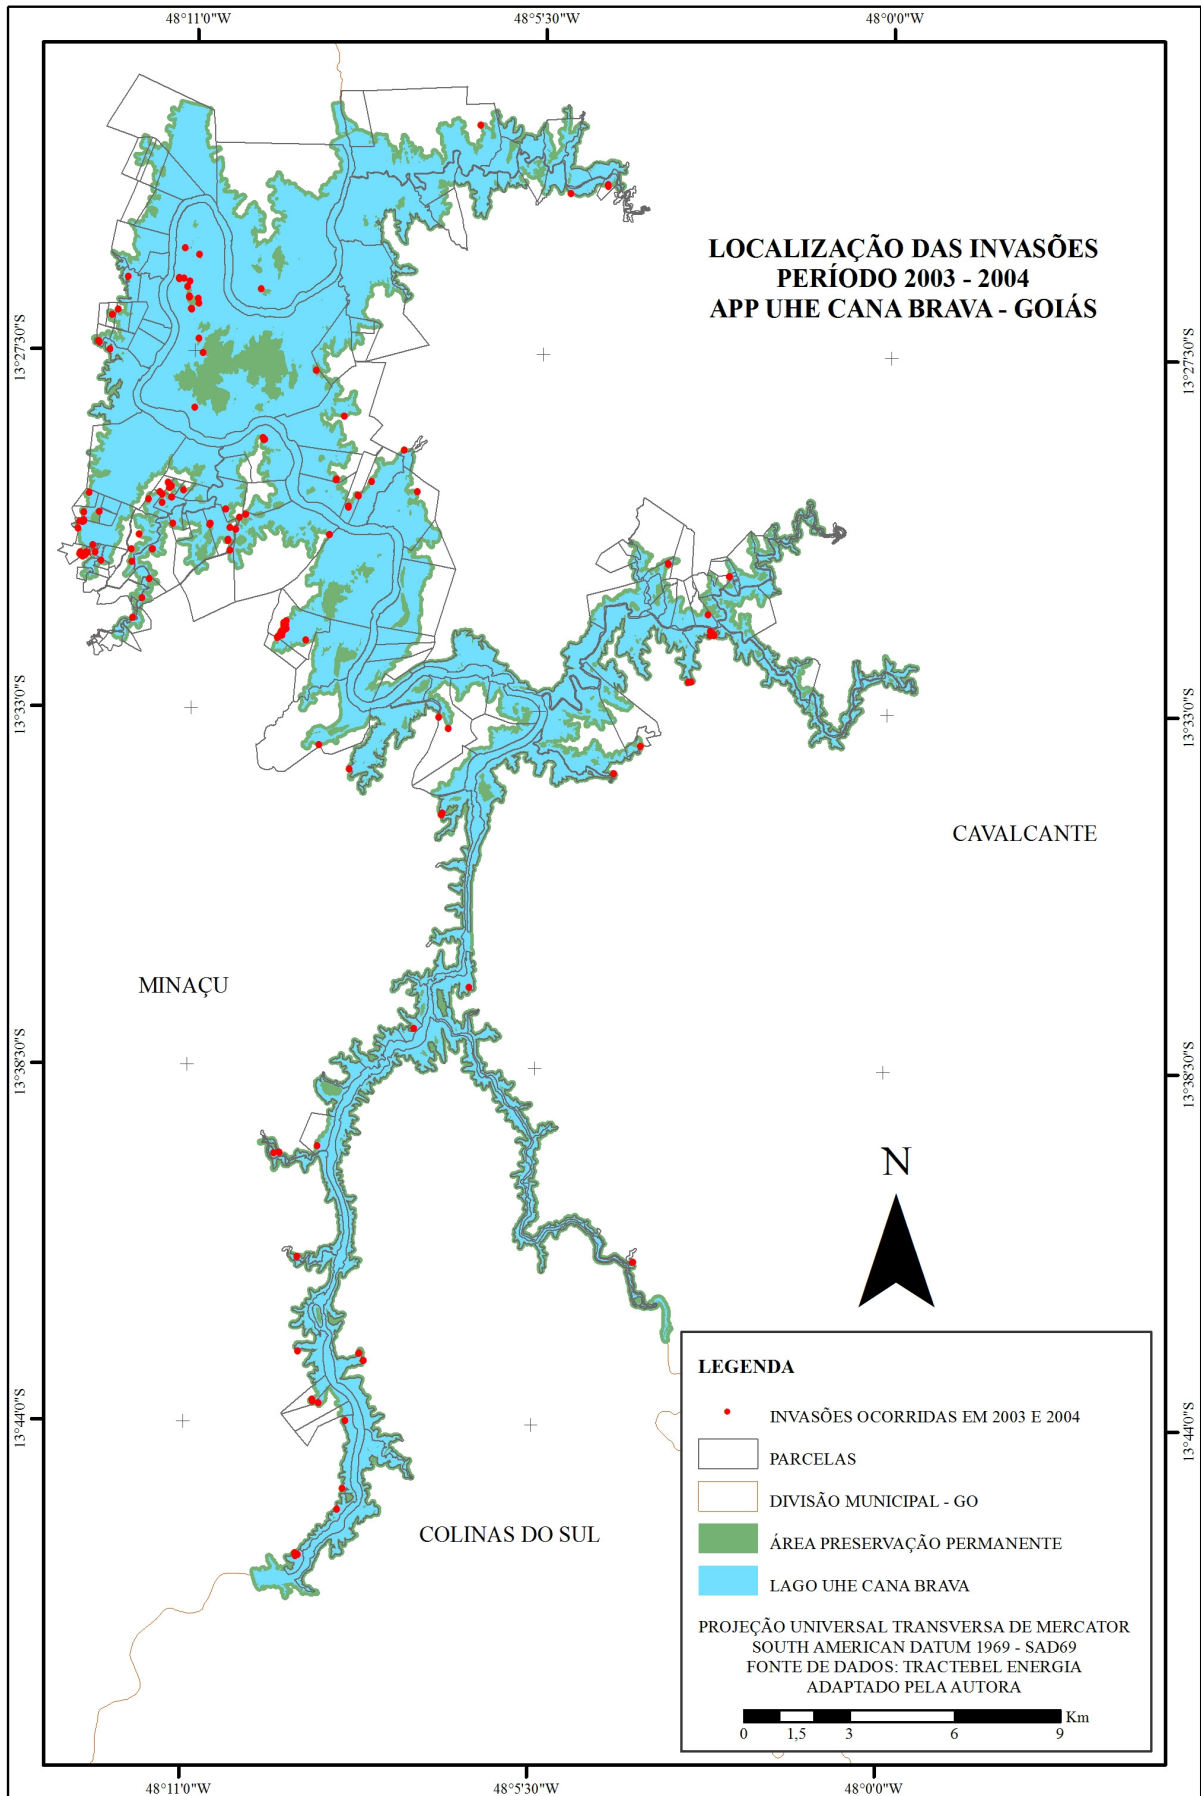 48°11'0"W 48°5'30"W 48°0'0"W
LOCALIZAÇÃO DAS INVASÕES
PERÍODO 2003 - 2004
APP UHE CANA BRAVA - GOIÁS
13°27'30"S 13°27'30"S
13°33'0"S 13°33'0"S
CAVALCANTE
MINAÇU
13°38'30"S 13°38'30"S
N
13°44'0"S 13°44'0"S
COLINAS DO SUL
LEGENDA
INVASÕES OCORRIDAS EM 2003 E 2004
PARCELAS
DIVISÃO MUNICIPAL - GO
ÁREA PRESERVAÇÃO PERMANENTE
LAGO UHE CANA BRAVA
PROJEÇÃO UNIVERSAL TRANSVERSA DE MERCATOR
SOUTH AMERICAN DATUM 1969 - SAD69
FONTE DE DADOS: TRACTEBEL ENERGIA
ADAPTADO PELA AUTORA
Km
0 1,5 3 6 9
48°11'0"W 48°5'30"W 48°0'0"W